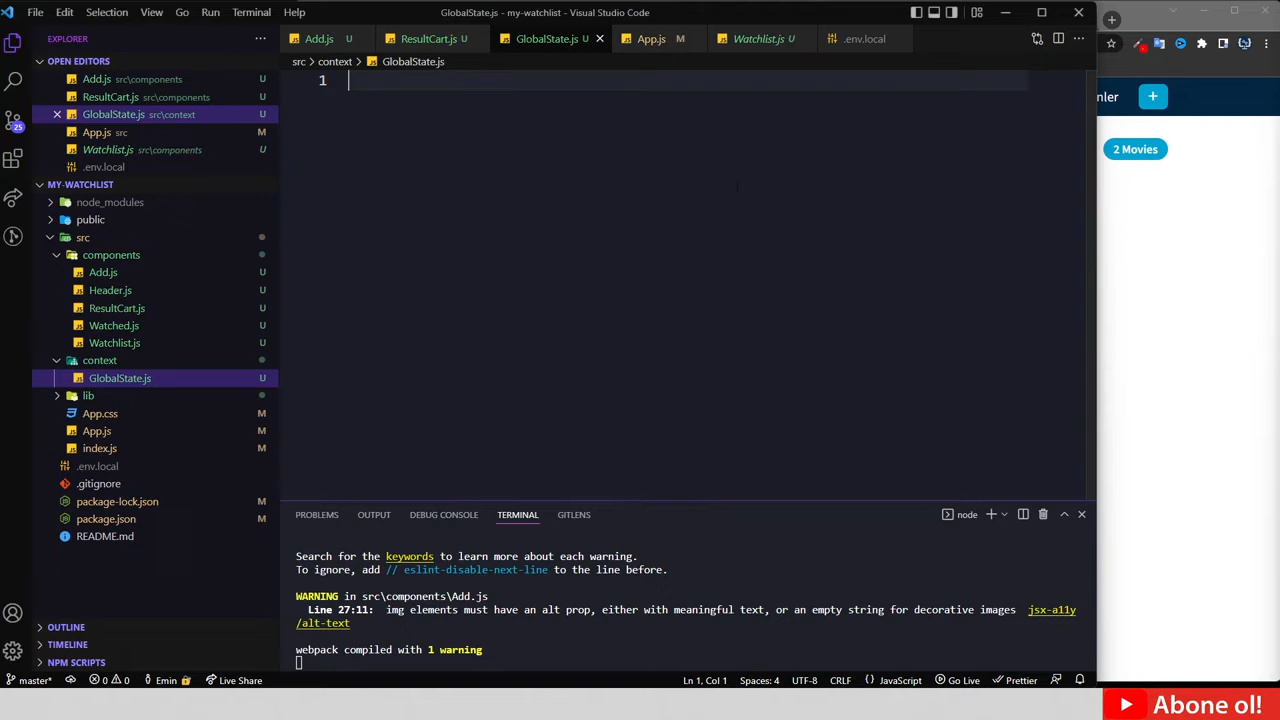 File Edit Selection View Go Run Terminal Help GlobalState.js - my-watchlist - Visual Studio Code
EXPLORER
Add.js U ResultCart.js U GlobalState.js U App.js M Watchlist.js U .env.local
OPEN EDITORS
src > context > GlobalState.js
Add.js src\components U
ResultCart.js src\components U
GlobalState.js src\context U
App.js src M
Watchlist.js src\components U
.env.local
1
nler +
2 Movies
MY-WATCHLIST
node_modules
public
src
components
Add.js U
Header.js U
ResultCart.js U
Watched.js U
Watchlist.js U
context
GlobalState.js U
lib
App.css M
App.js M
index.js M
.env.local
.gitignore
package-lock.json M
package.json M
README.md
25
OUTLINE
TIMELINE
NPM SCRIPTS
PROBLEMS OUTPUT DEBUG CONSOLE TERMINAL GITLENS node
Search for the keywords to learn more about each warning.
To ignore, add // eslint-disable-next-line to the line before.
WARNING in src\components\Add.js
Line 27:11: img elements must have an alt prop, either with meaningful text, or an empty string for decorative images jsx-a11y
/alt-text
webpack compiled with 1 warning
master* 0 0 Emin Live Share Ln 1, Col 1 Spaces: 4 UTF-8 CRLF { } JavaScript Go Live Prettier
Abone ol!